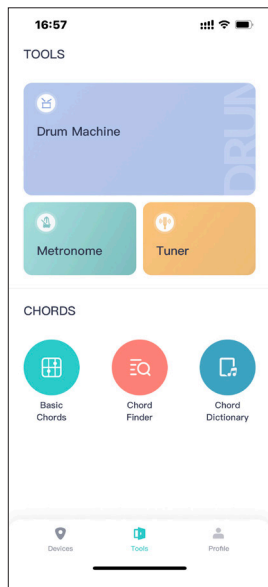 16:57
TOOLS
Drum Machine
DRUM
Metronome
Tuner
CHORDS
Basic
Chords
Chord
Finder
Chord
Dictionary
Devices
Tools
Profile